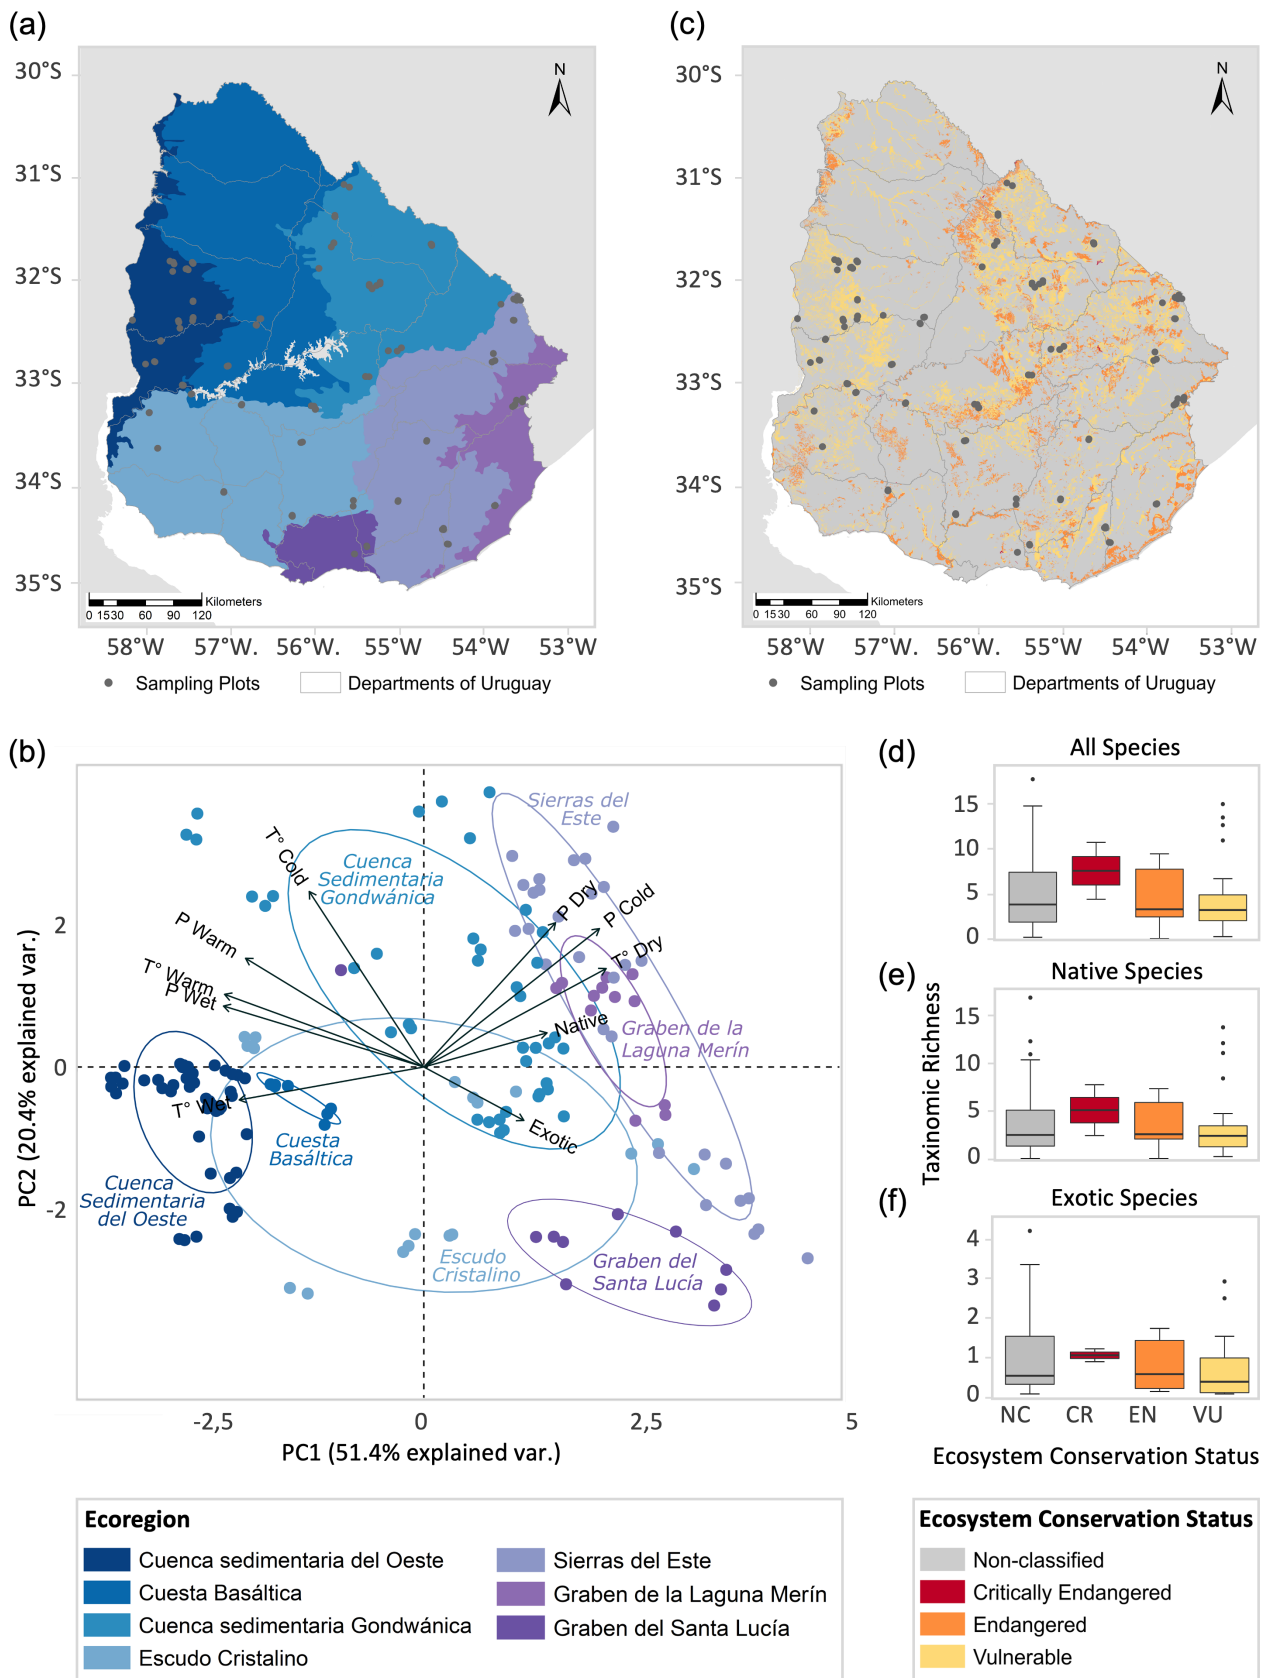 (a)
30°S
31°S
32°S
33°S
34°S
35°S
N
Kilometers
0 15 30 60 90 120
58°W 57°W. 56°W. 55°W 54°W 53°W
Sampling Plots
Departments of Uruguay
(c)
30°S
31°S
32°S
33°S
34°S
35°S
N
Kilometers
0 15 30 60 90 120
58°W 57°W. 56°W. 55°W 54°W 53°W
Sampling Plots
Departments of Uruguay
(b)
PC2 (20.4% explained var.)
2
0
-2
Sierras del
Este
T° Cold
Cuenca
Sedimentaria
Gondwánica
P Dry
P Cold
P Warm
T° Dry
T° Warm
P Wet
Native
Graben de la
Laguna Merín
T° Wet
Exotic
Cuesta
Basáltica
Cuenca
Sedimentaria
del Oeste
Escudo
Cristalino
Graben del
Santa Lucía
-2,5 0 2,5 5
PC1 (51.4% explained var.)
(d)
All Species
15
10
5
0
(e)
Native Species
Taxinomic Richness
15
10
5
0
(f)
Exotic Species
4
3
2
1
0
NC CR EN VU
Ecosystem Conservation Status
Ecoregion
Cuenca sedimentaria del Oeste
Cuesta Basáltica
Cuenca sedimentaria Gondwánica
Escudo Cristalino
Sierras del Este
Graben de la Laguna Merín
Graben del Santa Lucía
Ecosystem Conservation Status
Non-classified
Critically Endangered
Endangered
Vulnerable